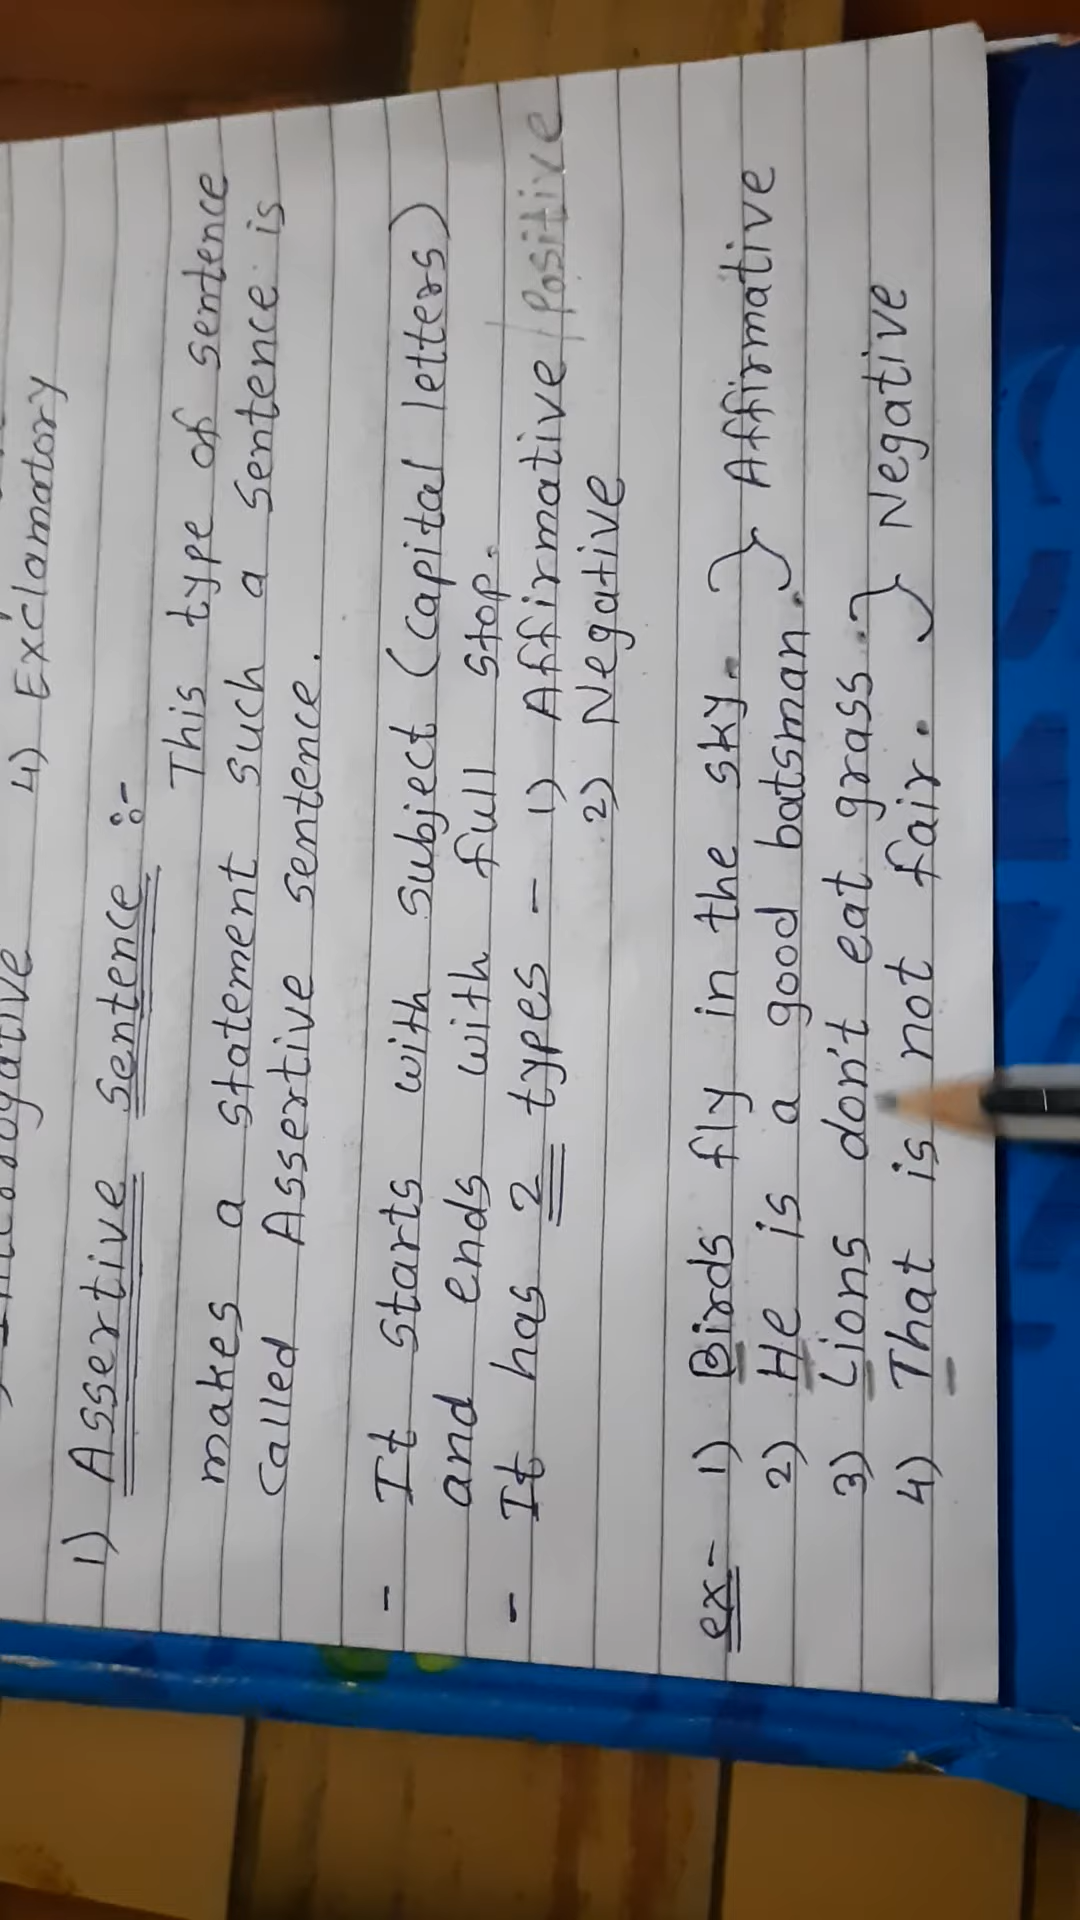 4) Exclamatory
1) Assertive Sentence :-
This type of sentence
makes a statement such a sentence is
called Assertive sentence.
- It starts with subject (capital letters)
and ends with full stop.
- It has 2 types - 1) Affirmative/Positive
2) Negative
ex- 1) Birds fly in the sky. } Affirmative
2) He is a good batsman.
3) Lions don't eat grass. } Negative
4) That is not fair.